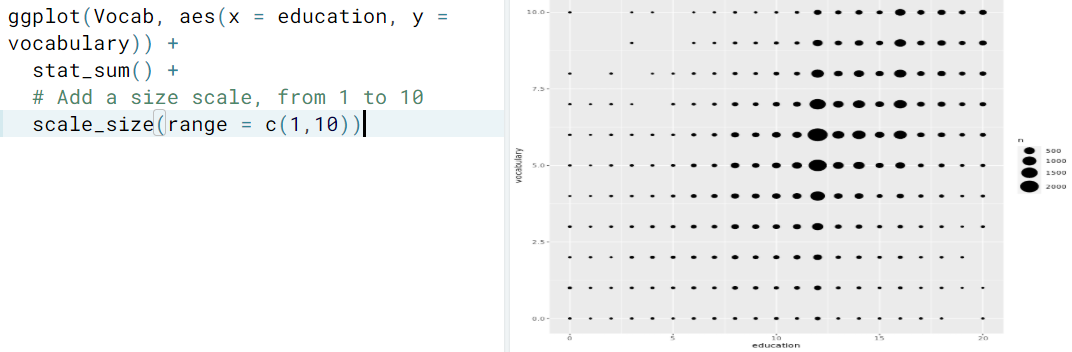 ggplot(Vocab, aes(x = education, y =
vocabulary)) +
stat_sum() +
# Add a size scale, from 1 to 10
scale_size(range = c(1,10))
10.0
7.5
5.0
2.5
0.0
vocabulary
0
5
10
15
20
education
n
500
1000
1500
2000